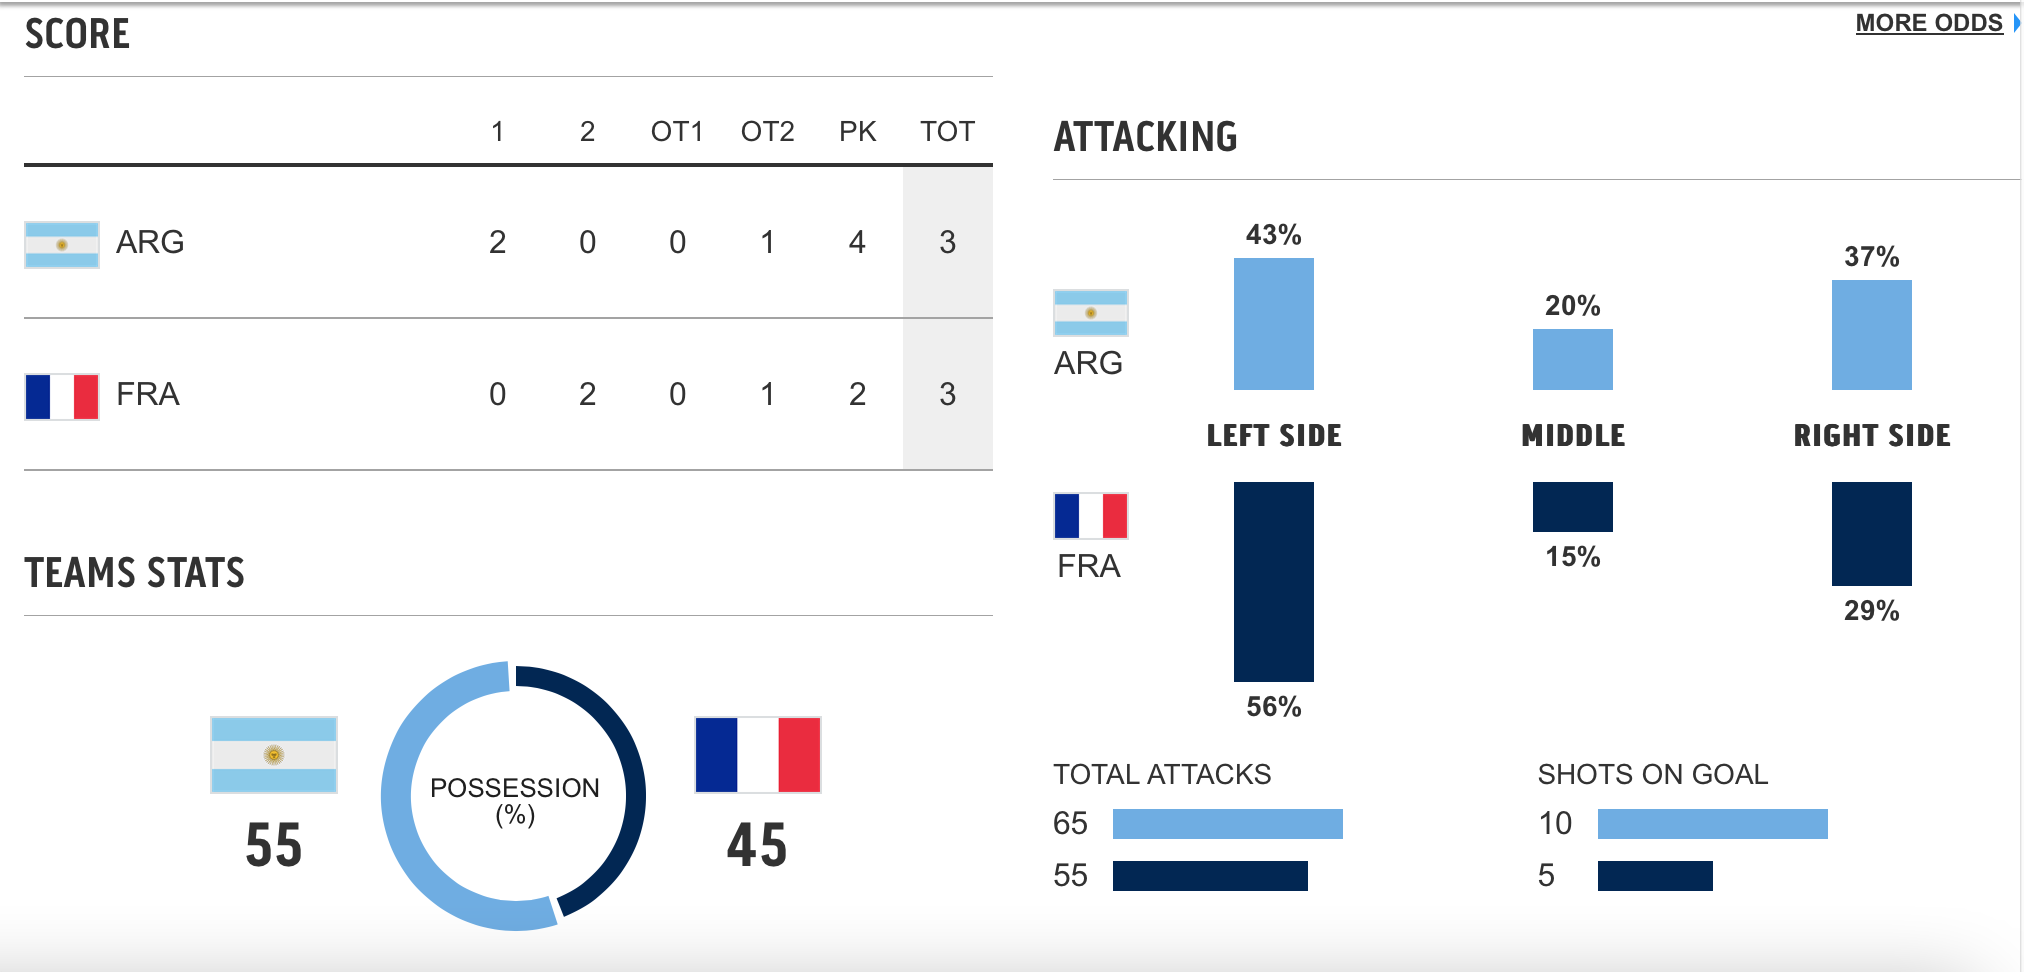 SCORE
MORE ODDS
1 2 OT1 OT2 PK TOT
ARG 2 0 0 1 4 3
FRA 0 2 0 1 2 3
TEAMS STATS
POSSESSION
(%)
55
45
ATTACKING
43%
20%
37%
ARG
LEFT SIDE MIDDLE RIGHT SIDE
FRA
15%
29%
56%
TOTAL ATTACKS
65
55
SHOTS ON GOAL
10
5